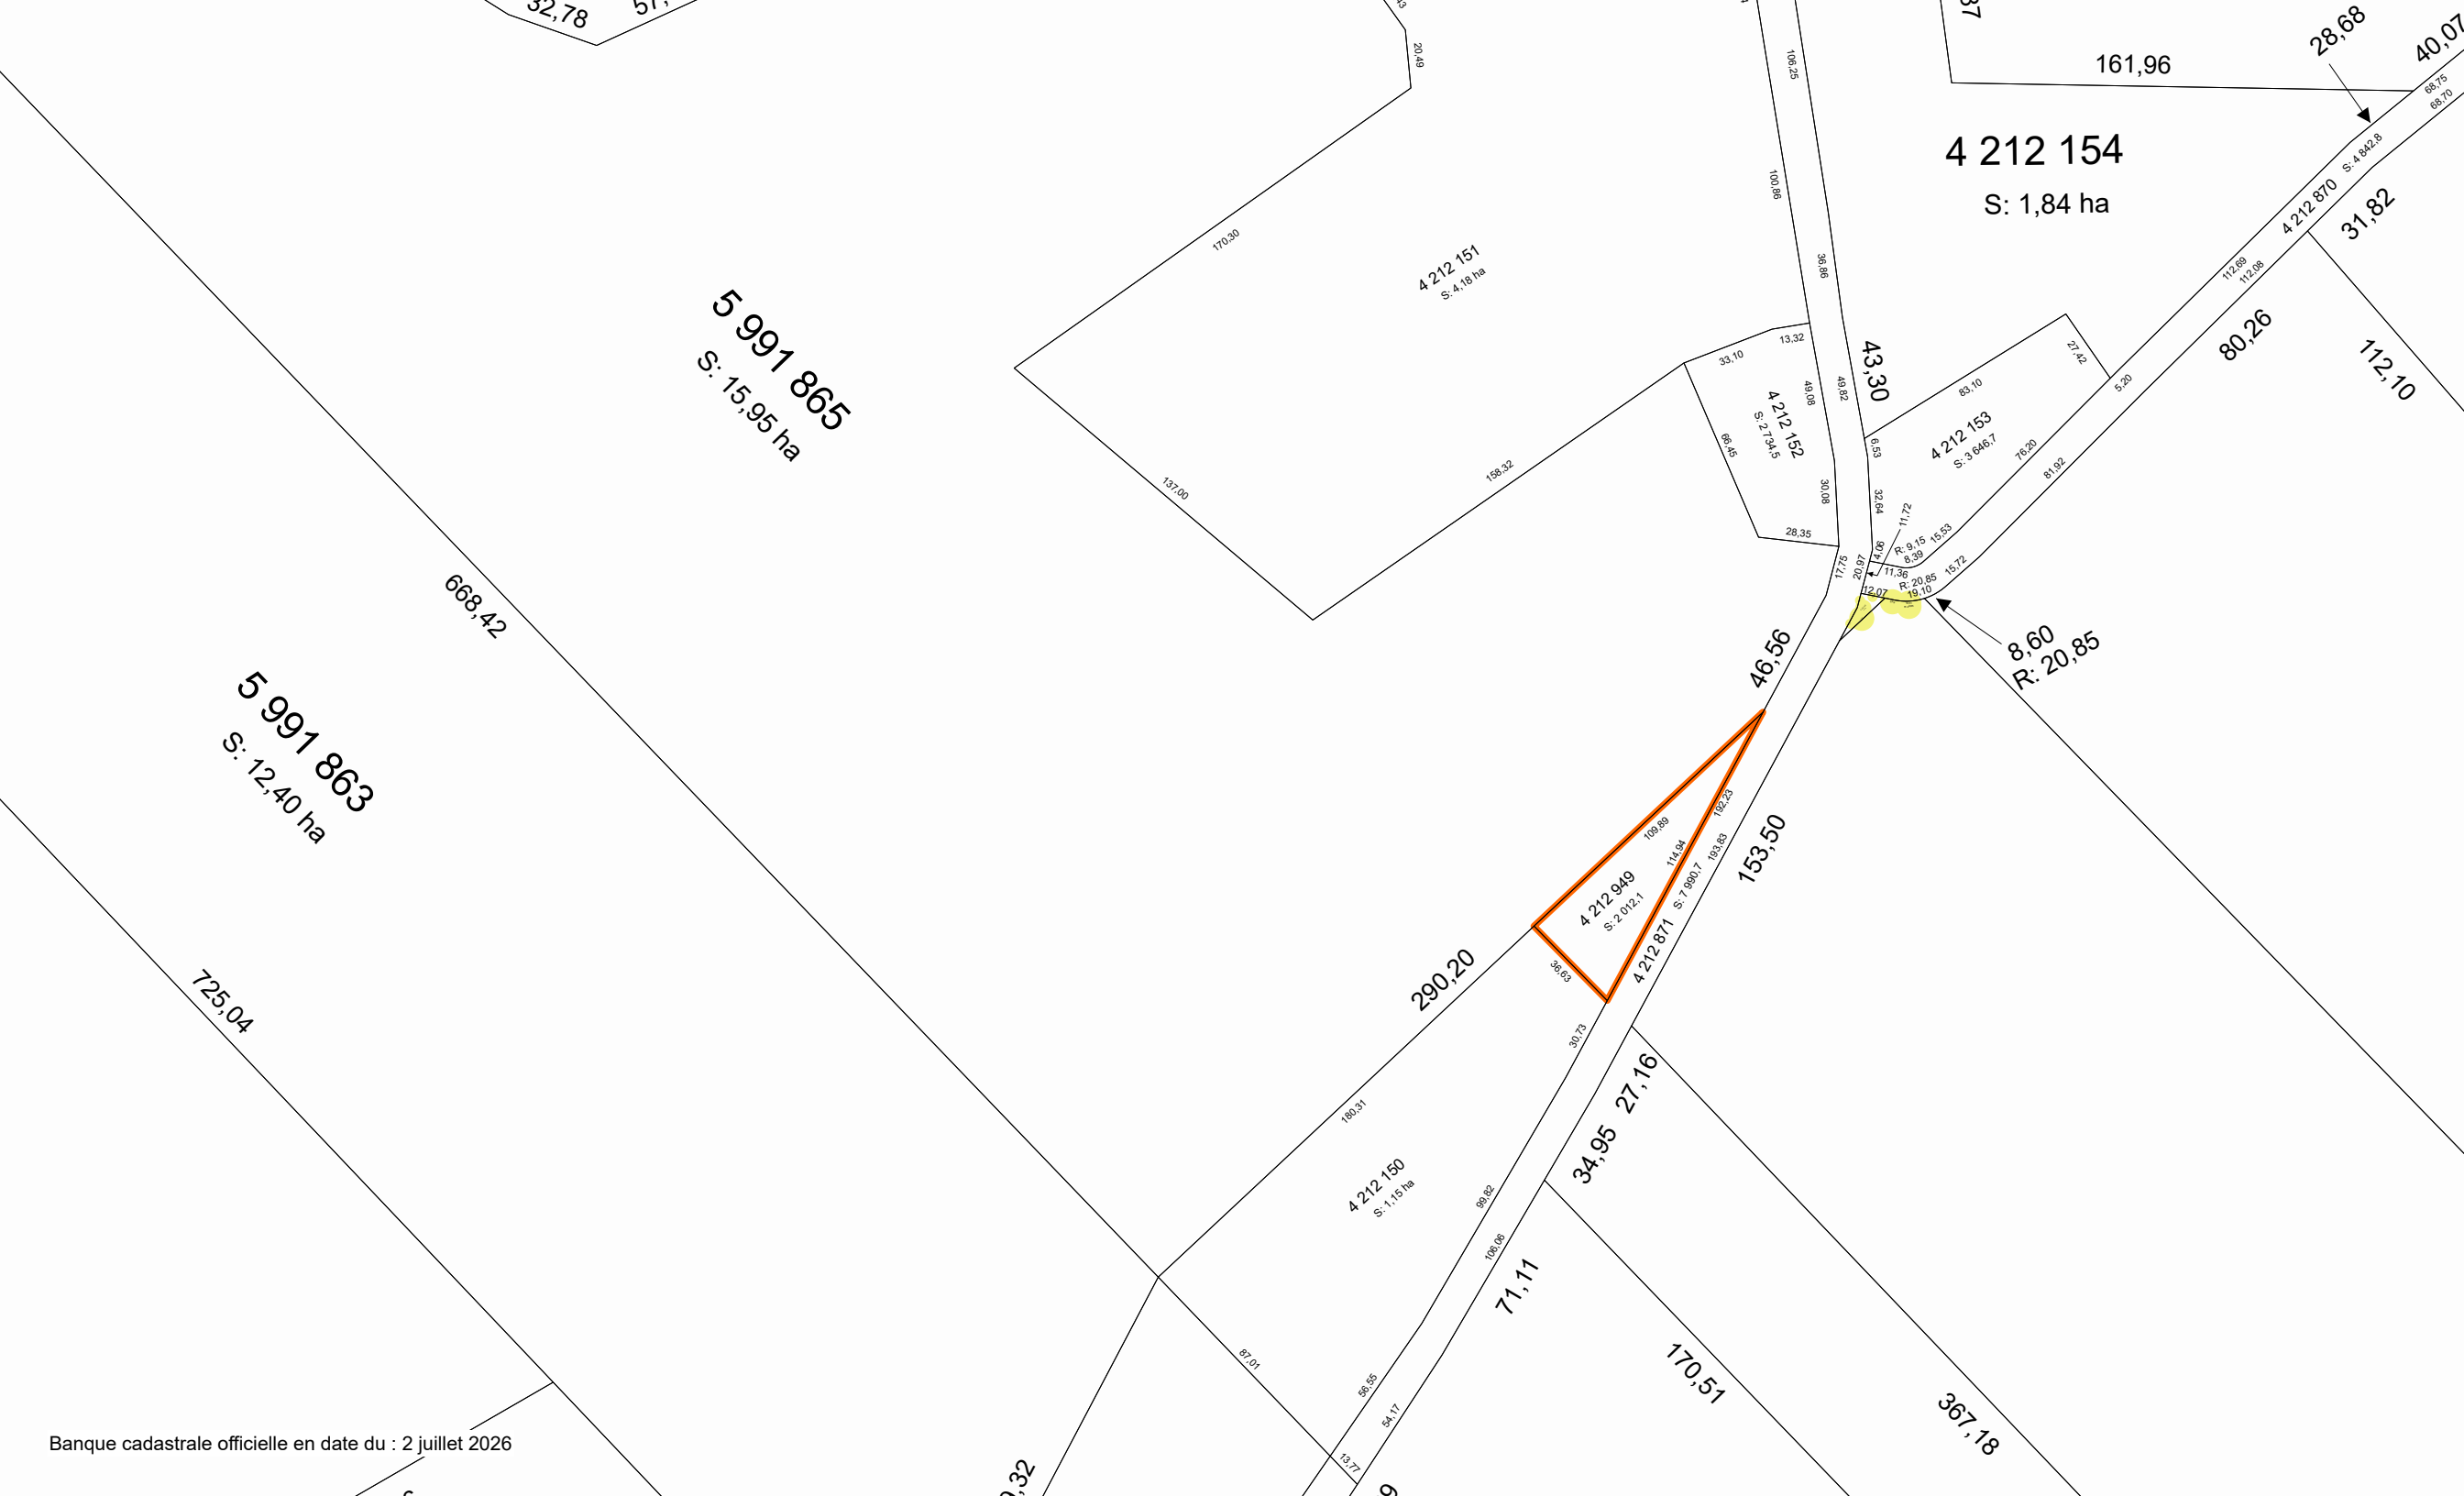 32,78
20,49
106,25
161,96
28,68
40,07
68,75
68,70
4 212 154
S: 1,84 ha
S: 4 842,8
4 212 870
31,82
100,86
170,30
4 212 151
S: 4,18 ha
36,86
112,69
112,08
5 991 865
S: 15,95 ha
13,32
33,10
43,30
27,42
80,26
112,10
49,08
49,82
83,10
5,20
4 212 152
S: 2 734,5
4 212 153
S: 3 646,7
66,45
6,53
76,20
81,92
158,32
137,00
30,08
32,64
11,72
28,35
4,06
R: 9,15
8,39
15,53
17,75
20,97
11,36
15,72
R: 20,85
19,10
12,07
668,42
46,56
8,60
R: 20,85
5 991 863
S: 12,40 ha
192,23
109,89
114,94
193,83
153,50
4 212 949
S: 2 012,1
S: 7 990,7
4 212 871
36,63
290,20
725,04
30,73
27,16
180,31
34,95
4 212 150
S: 1,15 ha
99,82
106,06
71,11
87,01
56,55
170,51
54,17
367,18
Banque cadastrale officielle en date du : 2 juillet 2026
13,77